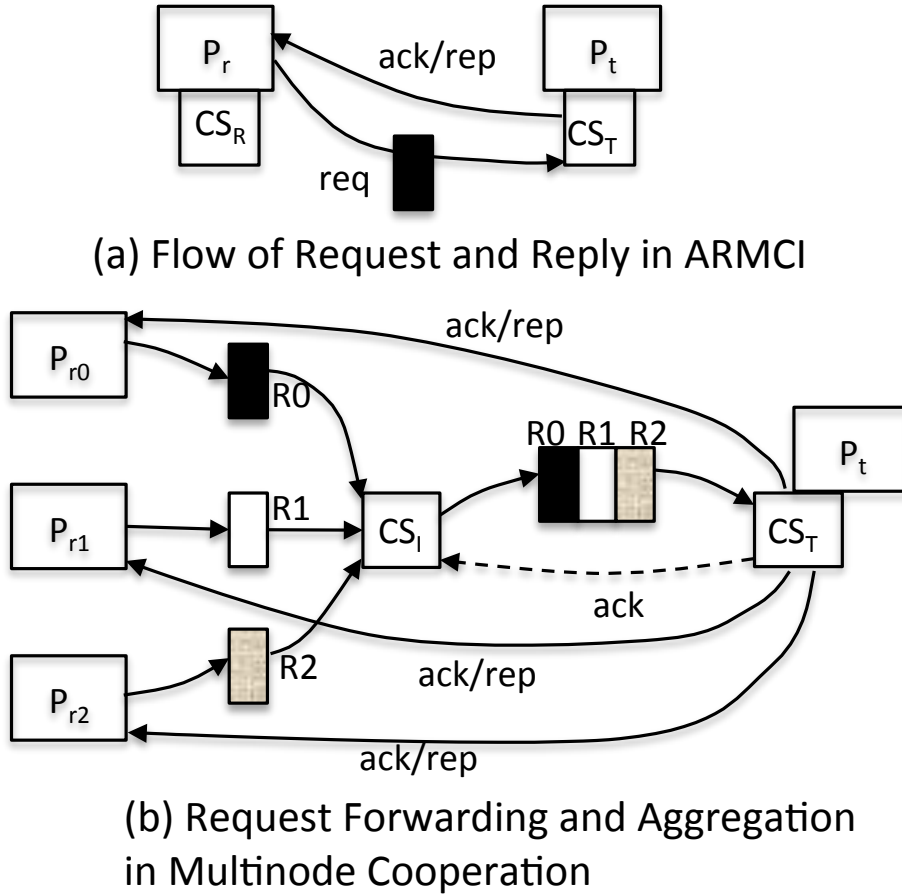 P_r
ack/rep
P_t
CS_R
CS_T
req
(a) Flow of Request and Reply in ARMCI
ack/rep
P_r0
R0
R0 R1 R2
P_t
R1
P_r1
CS_I
CS_T
ack
R2
ack/rep
P_r2
ack/rep
(b) Request Forwarding and Aggregation
in Multinode Cooperation